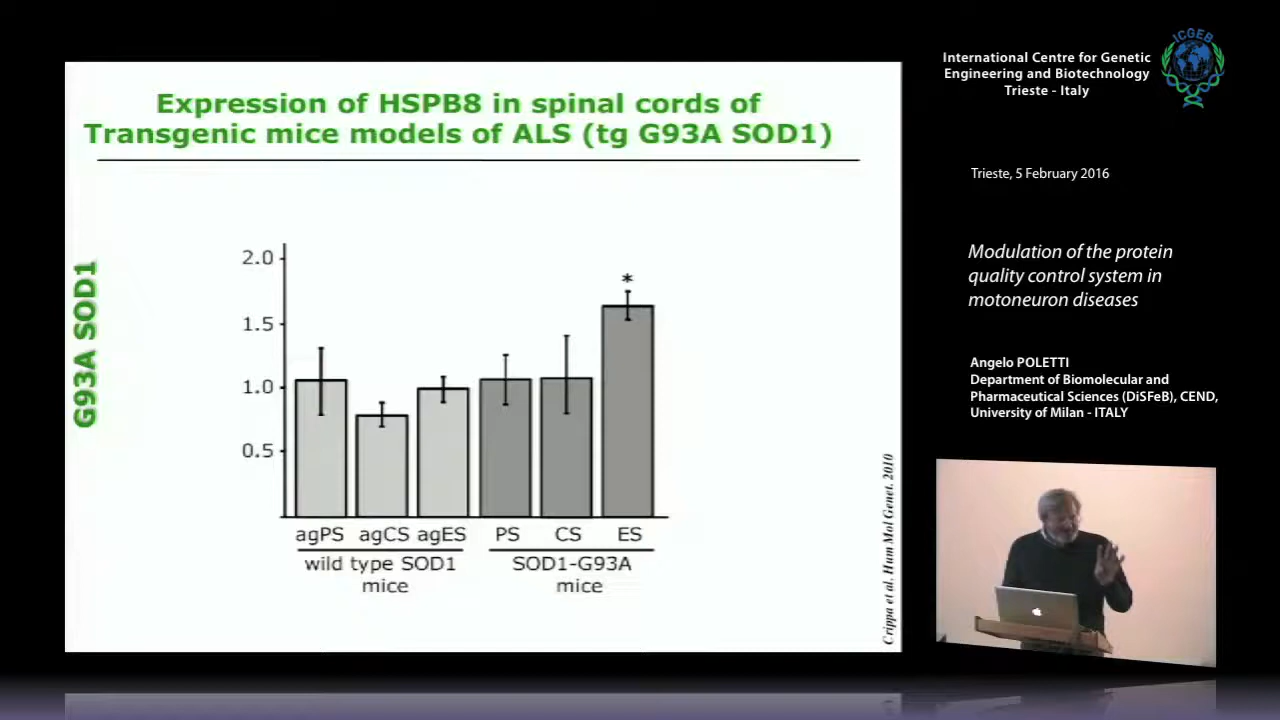 Expression of HSPB8 in spinal cords of
Transgenic mice models of ALS (tg G93A SOD1)
G93A SOD1
2.0
1.5
1.0
0.5
*
agPS agCS agES PS CS ES
wild type SOD1 mice
SOD1-G93A mice
Crippa et al. Hum Mol Genet. 2010
ICGEB
International Centre for Genetic
Engineering and Biotechnology
Trieste - Italy
Trieste, 5 February 2016
Modulation of the protein
quality control system in
motoneuron diseases
Angelo POLETTI
Department of Biomolecular and
Pharmaceutical Sciences (DiSFeB), CEND,
University of Milan - ITALY